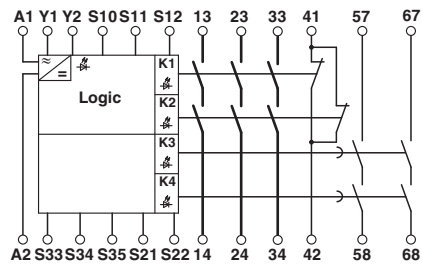 A1 Y1 Y2 S10 S11 S12 13 23 33 41 57 67
≈
=
K1
Logic
K2
K3
K4
A2 S33 S34 S35 S21 S22 14 24 34 42 58 68